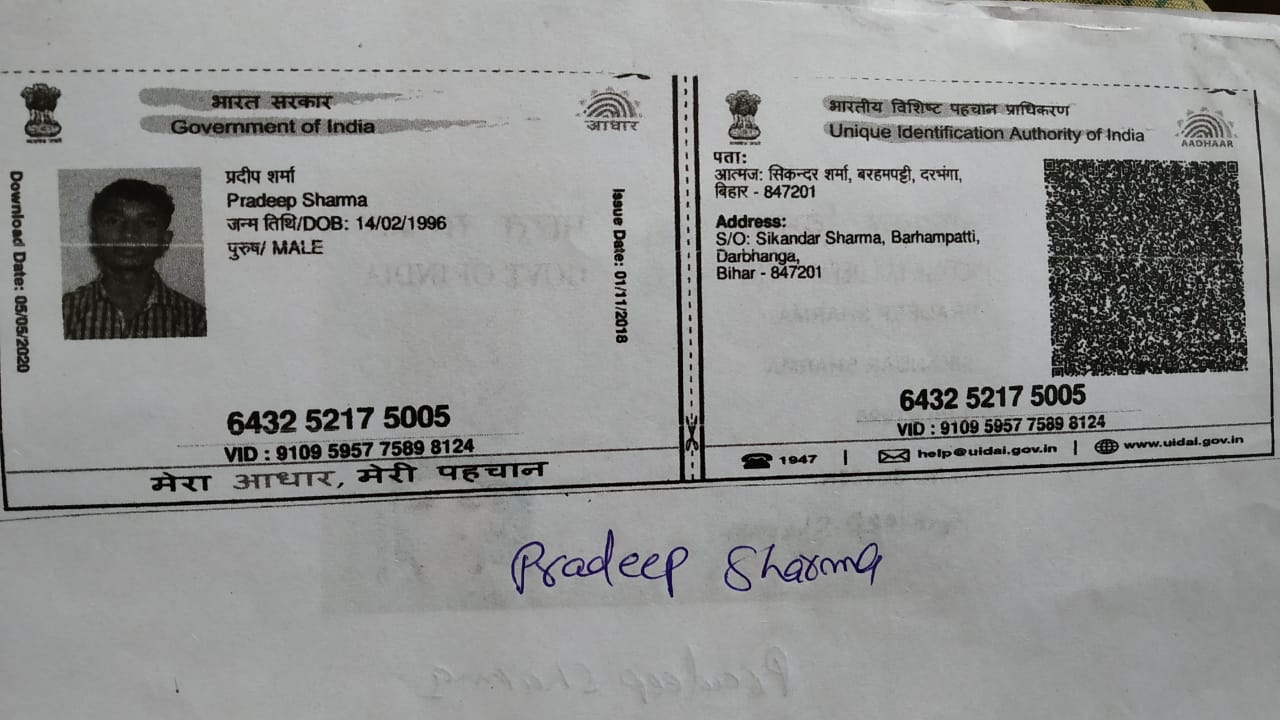 भारत सरकार
Government of India
आधार
Download Date: 05/05/2020
प्रदीप शर्मा
Pradeep Sharma
जन्म तिथि/DOB: 14/02/1996
पुरुष/ MALE
Issue Date: 01/11/2018
6432 5217 5005
VID : 9109 5957 7589 8124
मेरा आधार, मेरी पहचान
भारतीय विशिष्ट पहचान प्राधिकरण
Unique Identification Authority of India
AADHAAR
पता:
आत्मज: सिकन्दर शर्मा, बरहमपट्टी, दरभंगा,
बिहार - 847201
Address:
S/O: Sikandar Sharma, Barhampatti,
Darbhanga,
Bihar - 847201
6432 5217 5005
VID : 9109 5957 7589 8124
1947 | help@uidai.gov.in | www.uidai.gov.in
Pradeep Sharma